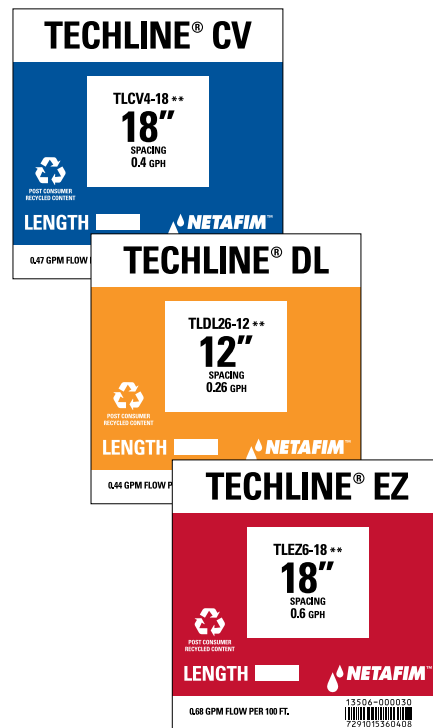 TECHLINE® CV
TLCV4-18 **
18”
SPACING
0.4 GPH
POST CONSUMER
RECYCLED CONTENT
LENGTH
NETAFIM™
0.47 GPM FLOW
TECHLINE® DL
TLDL26-12 **
12”
SPACING
0.26 GPH
POST CONSUMER
RECYCLED CONTENT
LENGTH
NETAFIM™
0.44 GPM FLOW P
TECHLINE® EZ
TLEZ6-18 **
18”
SPACING
0.6 GPH
POST CONSUMER
RECYCLED CONTENT
LENGTH
NETAFIM™
0.68 GPM FLOW PER 100 FT.
13506-000030
7291015360408